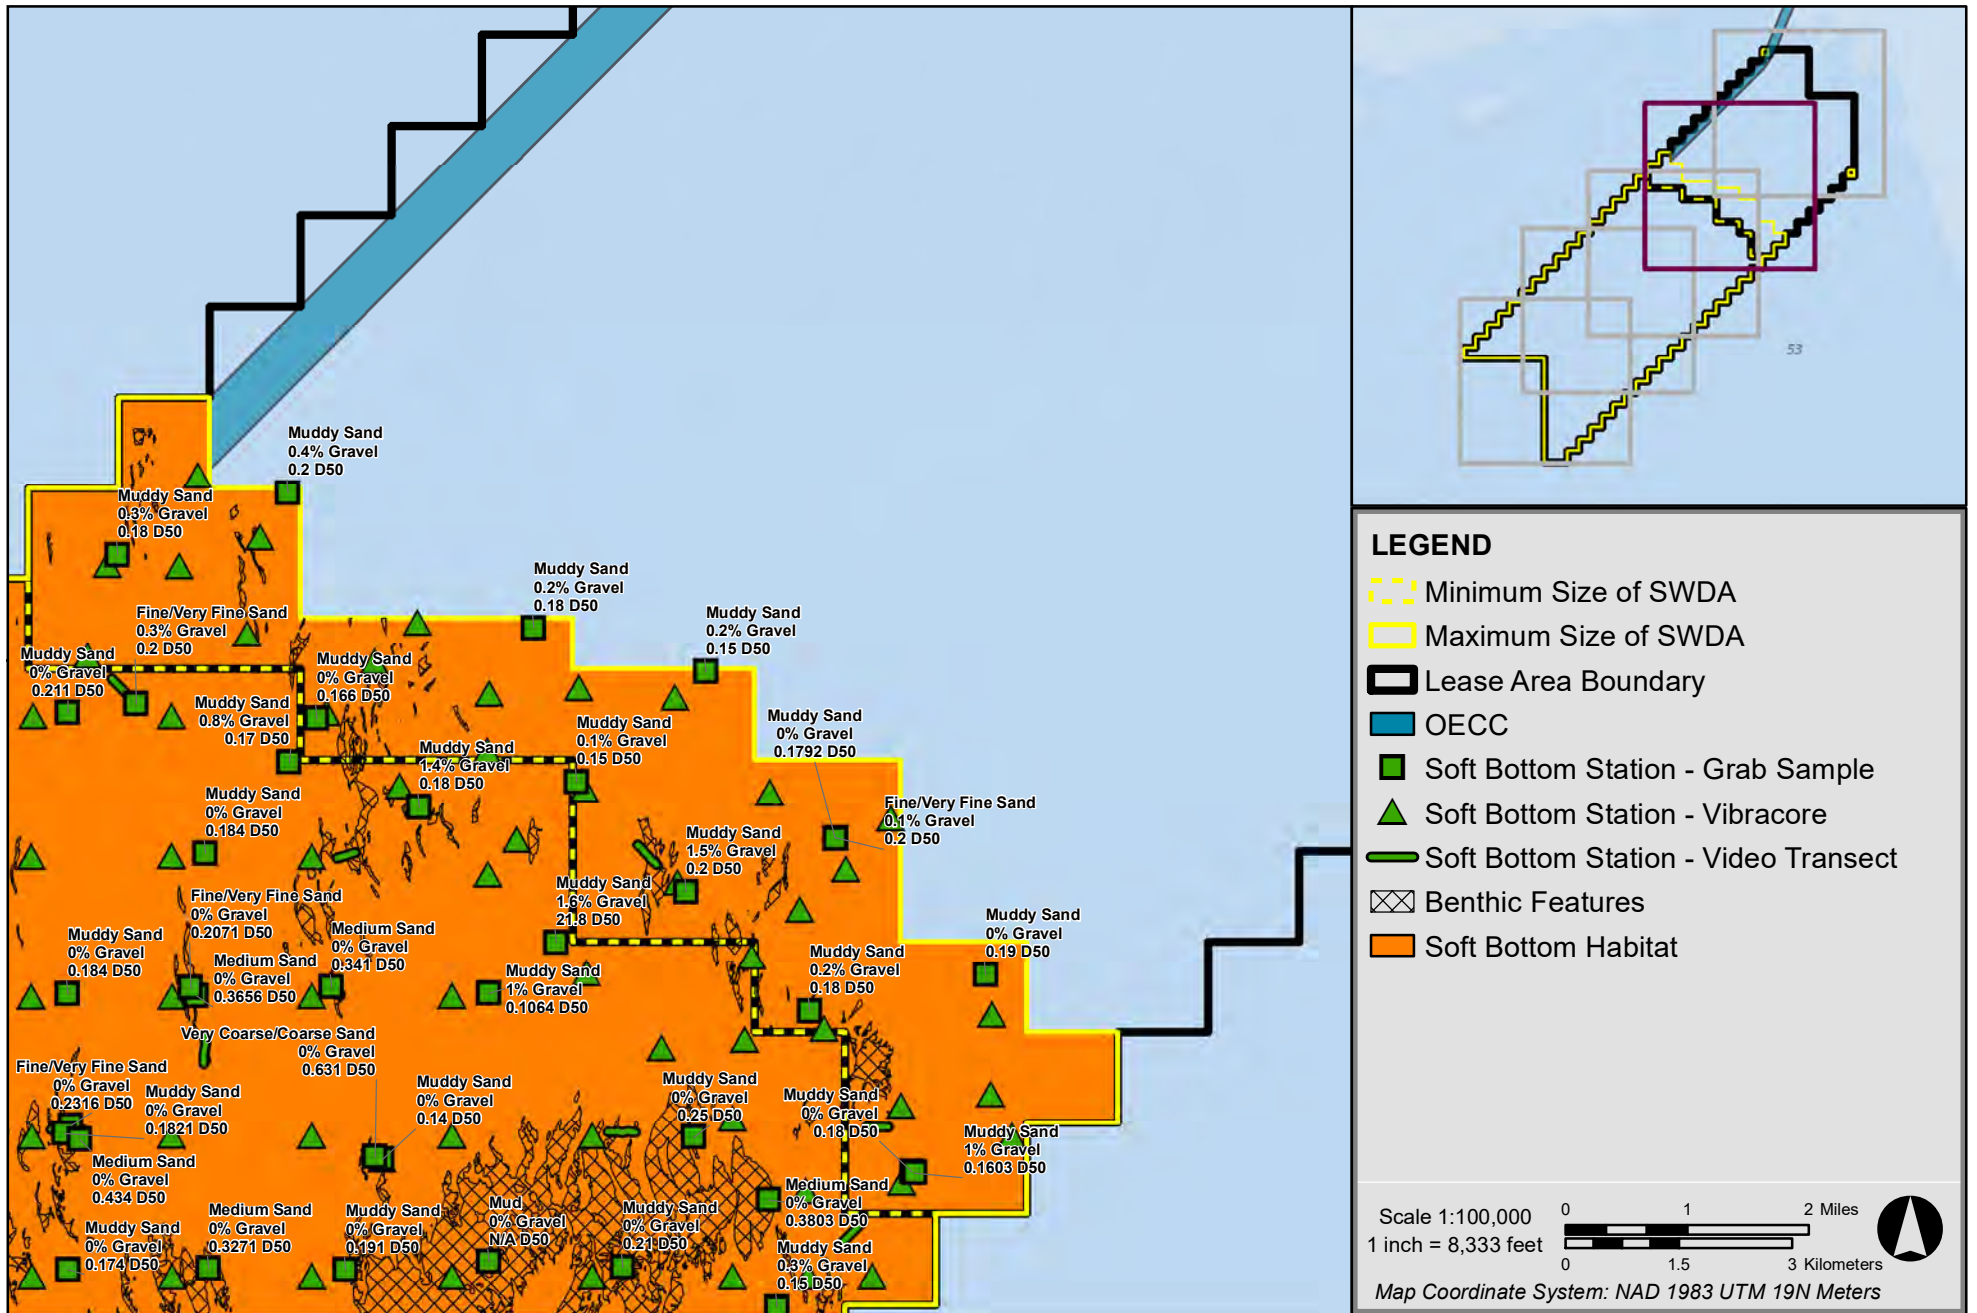 Muddy Sand
0.4% Gravel
0.2 D50
Muddy Sand
0.3% Gravel
0.18 D50
Muddy Sand
0.2% Gravel
0.18 D50
Muddy Sand
0.2% Gravel
0.15 D50
Fine/Very Fine Sand
0.3% Gravel
0.2 D50
Muddy Sand
0% Gravel
0.211 D50
Muddy Sand
0% Gravel
0.166 D50
Muddy Sand
0.8% Gravel
0.17 D50
Muddy Sand
0.1% Gravel
0.15 D50
Muddy Sand
0% Gravel
0.1792 D50
Muddy Sand
1.4% Gravel
0.18 D50
Muddy Sand
0% Gravel
0.184 D50
Fine/Very Fine Sand
0.1% Gravel
0.2 D50
Muddy Sand
1.5% Gravel
0.2 D50
Muddy Sand
1.6% Gravel
21.8 D50
Fine/Very Fine Sand
0% Gravel
0.2071 D50
Muddy Sand
0% Gravel
0.184 D50
Medium Sand
0% Gravel
0.341 D50
Medium Sand
0% Gravel
0.3656 D50
Muddy Sand
1% Gravel
0.1064 D50
Muddy Sand
0.2% Gravel
0.18 D50
Muddy Sand
0% Gravel
0.19 D50
Very Coarse/Coarse Sand
0% Gravel
0.631 D50
Fine/Very Fine Sand
0% Gravel
0.2316 D50
Muddy Sand
0% Gravel
0.1821 D50
Muddy Sand
0% Gravel
0.14 D50
Muddy Sand
0% Gravel
0.25 D50
Muddy Sand
0% Gravel
0.18 D50
Muddy Sand
1% Gravel
0.1603 D50
Medium Sand
0% Gravel
0.434 D50
Medium Sand
0% Gravel
0.3803 D50
Muddy Sand
0% Gravel
0.174 D50
Medium Sand
0% Gravel
0.3271 D50
Muddy Sand
0% Gravel
0.191 D50
Mud
0% Gravel
N/A D50
Muddy Sand
0% Gravel
0.21 D50
Muddy Sand
0.3% Gravel
0.15 D50
53
LEGEND
Minimum Size of SWDA
Maximum Size of SWDA
Lease Area Boundary
OECC
Soft Bottom Station - Grab Sample
Soft Bottom Station - Vibracore
Soft Bottom Station - Video Transect
Benthic Features
Soft Bottom Habitat
Scale 1:100,000
1 inch = 8,333 feet
0 1 2 Miles
0 1.5 3 Kilometers
Map Coordinate System: NAD 1983 UTM 19N Meters